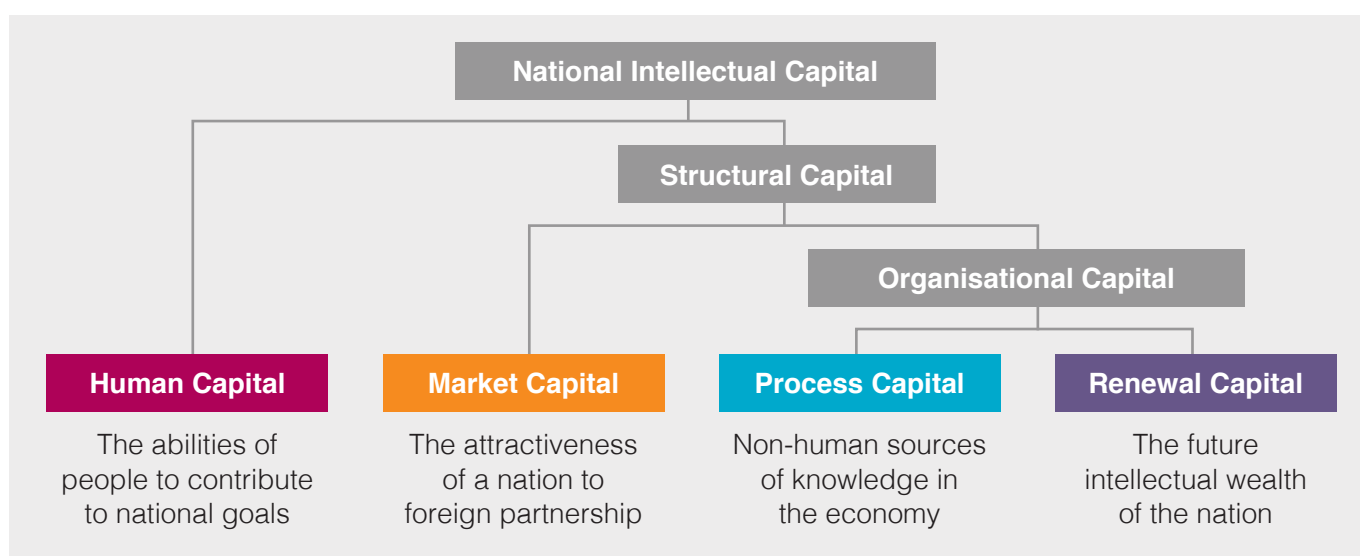 National Intellectual Capital
Structural Capital
Organisational Capital
Human Capital
The abilities of
people to contribute
to national goals
Market Capital
The attractiveness
of a nation to
foreign partnership
Process Capital
Non-human sources
of knowledge in
the economy
Renewal Capital
The future
intellectual wealth
of the nation